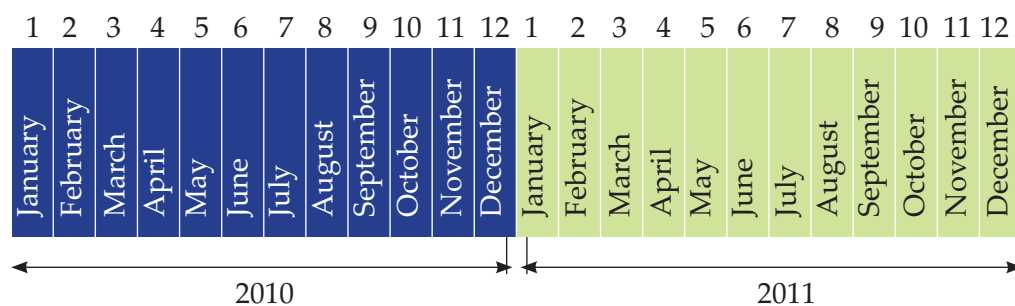 1 2 3 4 5 6 7 8 9 10 11 12 1 2 3 4 5 6 7 8 9 10 11 12
January February March April May June July August September October November December January February March April May June July August September October November December
2010 2011